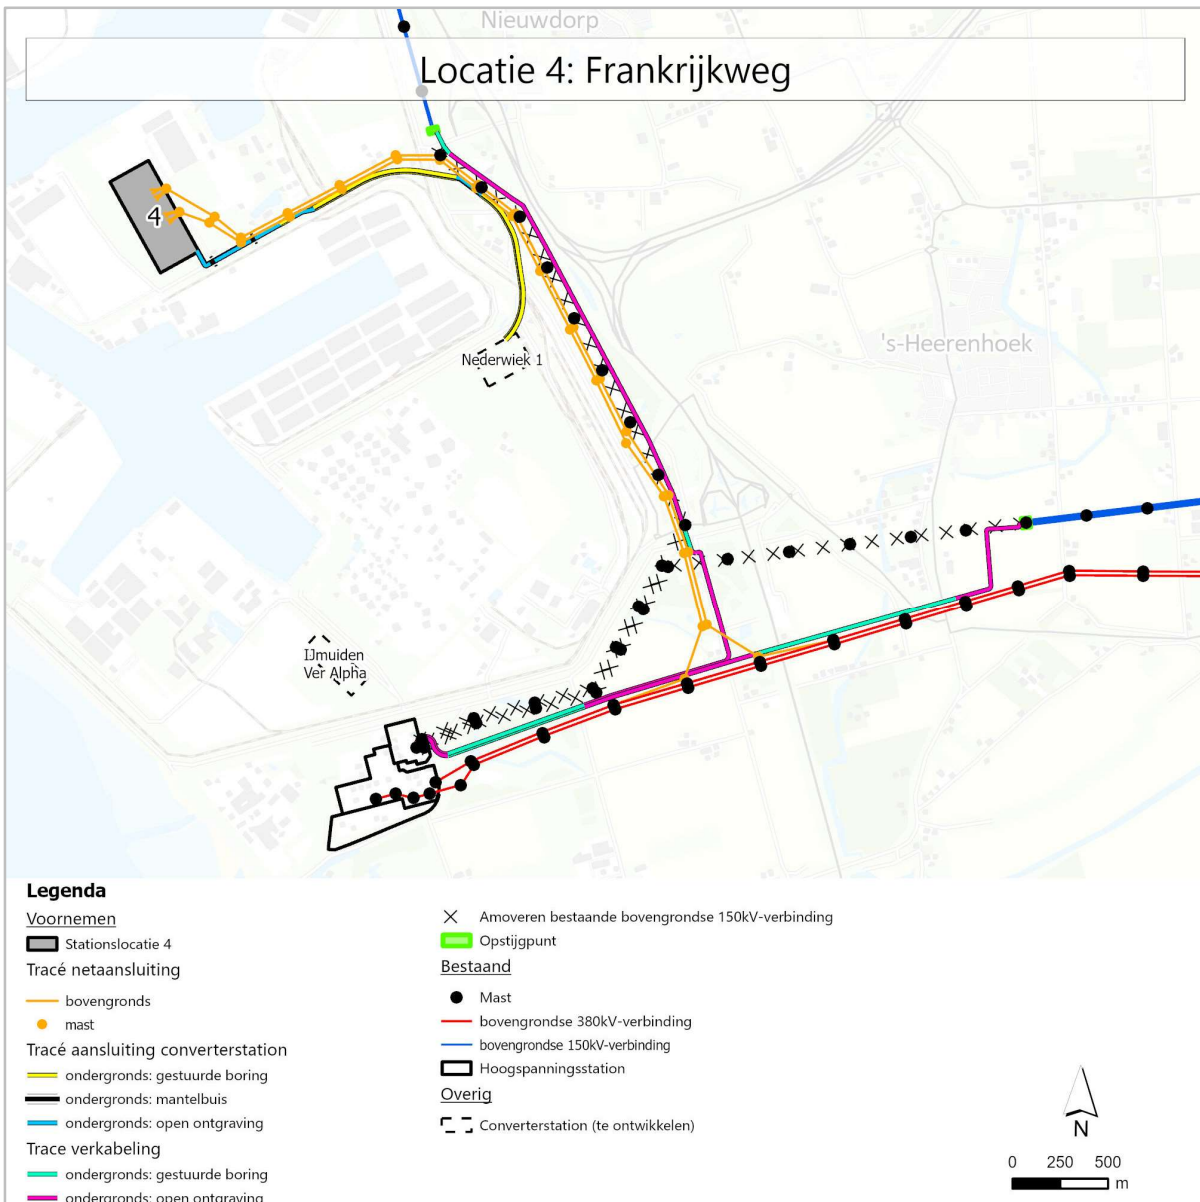 Nieuwdorp
Locatie 4: Frankrijkweg
4
's-Heerenhoek
Nederwiek 1
IJmuiden
Ver Alpha
Legenda
Voornemen
Stationslocatie 4
Tracé netaansluiting
bovengronds
mast
Tracé aansluiting converterstation
ondergronds: gestuurde boring
ondergronds: mantelbuis
ondergronds: open ontgraving
Trace verkabeling
ondergronds: gestuurde boring
ondergronds: open ontgraving
Amoveren bestaande bovengrondse 150kV-verbinding
Opstijgpunt
Bestaand
Mast
bovengrondse 380kV-verbinding
bovengrondse 150kV-verbinding
Hoogspanningsstation
Overig
Converterstation (te ontwikkelen)
N
0 250 500
m